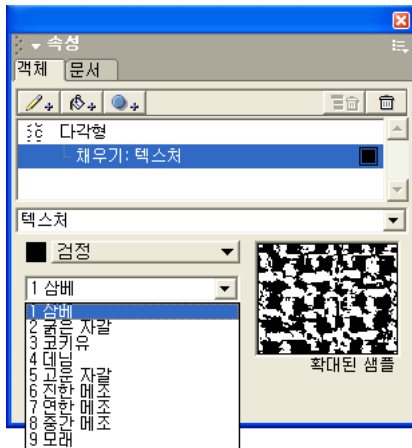 속성
객체 문서
다각형
채우기: 텍스처
텍스처
검정
1 삼베
1 삼베
2 굵은 자갈
3 코키유
4 데님
5 고운 자갈
6 진한 메조
7 연한 메조
8 중간 메조
9 모래
확대된 샘플